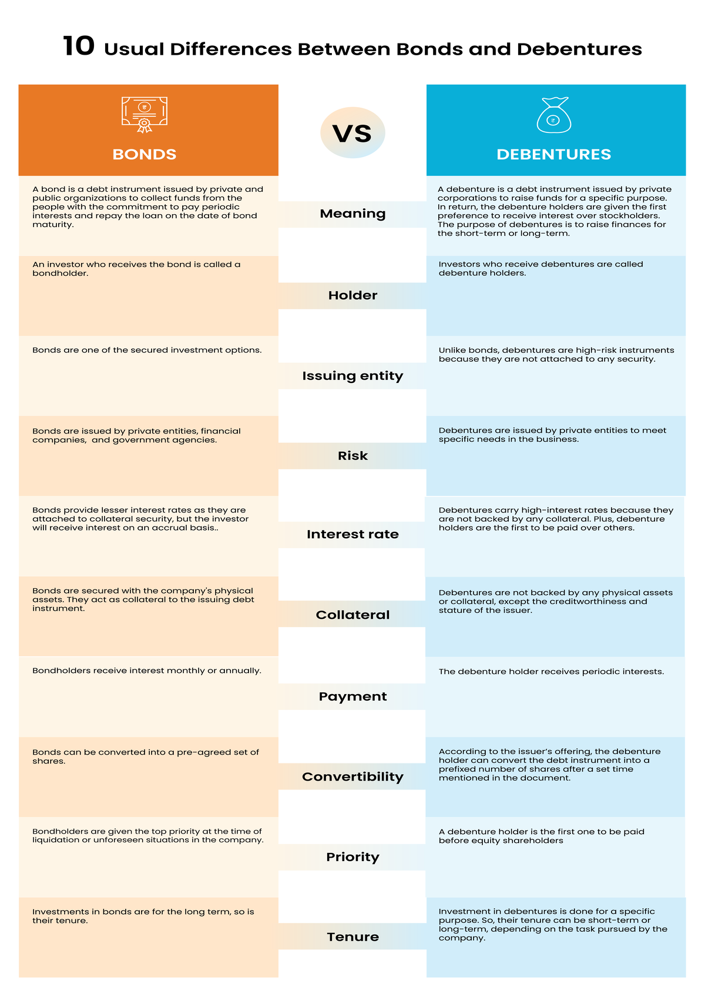 10 Usual Differences Between Bonds and Debentures
BONDS
VS
DEBENTURES
A bond is a debt instrument issued by private and
public organizations to collect funds from the
people with the commitment to pay periodic
interests and repay the loan on the date of bond
maturity.
Meaning
A debenture is a debt instrument issued by private
corporations to raise funds for a specific purpose.
In return, the debenture holders are given the first
preference to receive interest over stockholders.
The purpose of debentures is to raise finances for
the short-term or long-term.
An investor who receives the bond is called a
bondholder.
Holder
Investors who receive debentures are called
debenture holders.
Bonds are one of the secured investment options.
Issuing entity
Unlike bonds, debentures are high-risk instruments
because they are not attached to any security.
Bonds are issued by private entities, financial
companies,  and government agencies.
Risk
Debentures are issued by private entities to meet
specific needs in the business.
Bonds provide lesser interest rates as they are
attached to collateral security, but the investor
will receive interest on an accrual basis..
Interest rate
Debentures carry high-interest rates because they
are not backed by any collateral. Plus, debenture
holders are the first to be paid over others.
Bonds are secured with the company's physical
assets. They act as collateral to the issuing debt
instrument.
Collateral
Debentures are not backed by any physical assets
or collateral, except the creditworthiness and
stature of the issuer.
Bondholders receive interest monthly or annually.
Payment
The debenture holder receives periodic interests.
Bonds can be converted into a pre-agreed set of
shares.
Convertibility
According to the issuer’s offering, the debenture
holder can convert the debt instrument into a
prefixed number of shares after a set time
mentioned in the document.
Bondholders are given the top priority at the time of
liquidation or unforeseen situations in the company.
Priority
A debenture holder is the first one to be paid
before equity shareholders
Investments in bonds are for the long term, so is
their tenure.
Tenure
Investment in debentures is done for a specific
purpose. So, their tenure can be short-term or
long-term, depending on the task pursued by the
company.